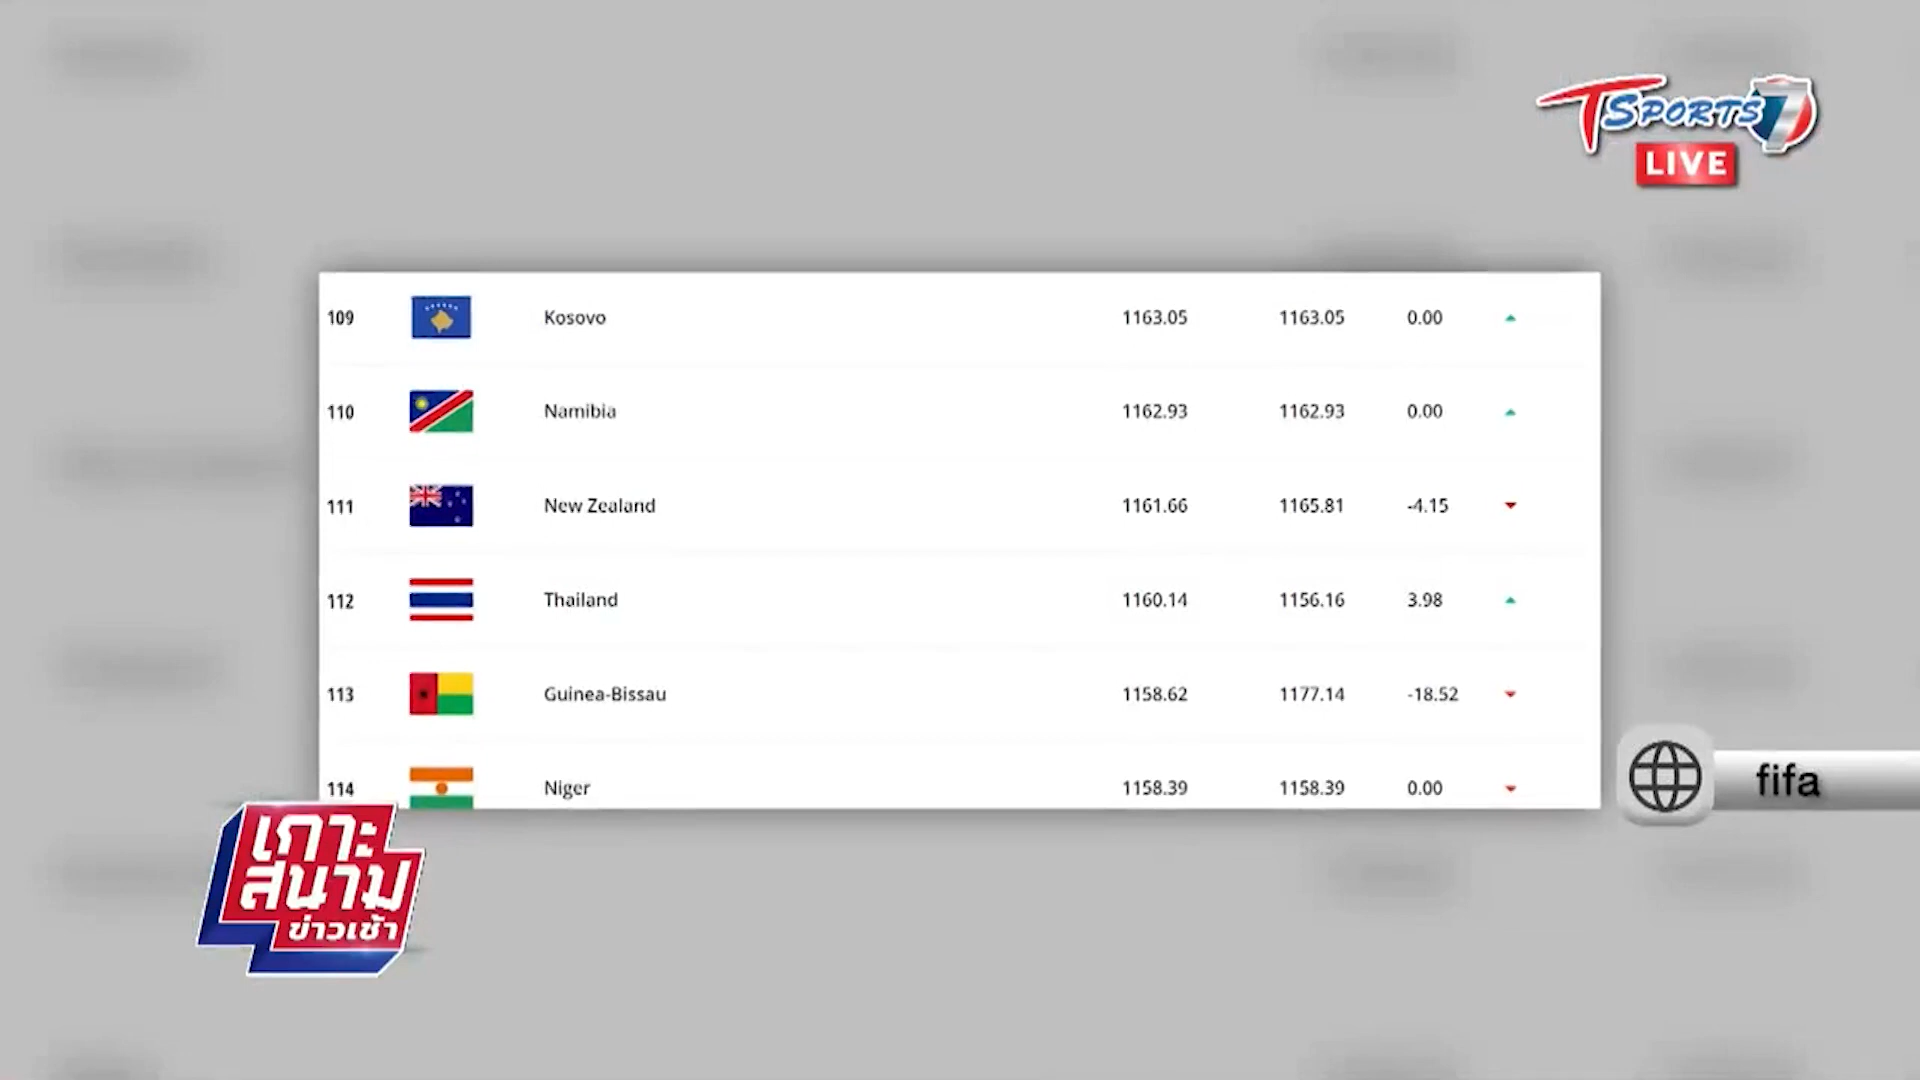 TSPORTS 7
LIVE
109 Kosovo 1163.05 1163.05 0.00
110 Namibia 1162.93 1162.93 0.00
111 New Zealand 1161.66 1165.81 -4.15
112 Thailand 1160.14 1156.16 3.98
113 Guinea-Bissau 1158.62 1177.14 -18.52
114 Niger 1158.39 1158.39 0.00
fifa
เกาะ
สนาม
ข่าวเช้า